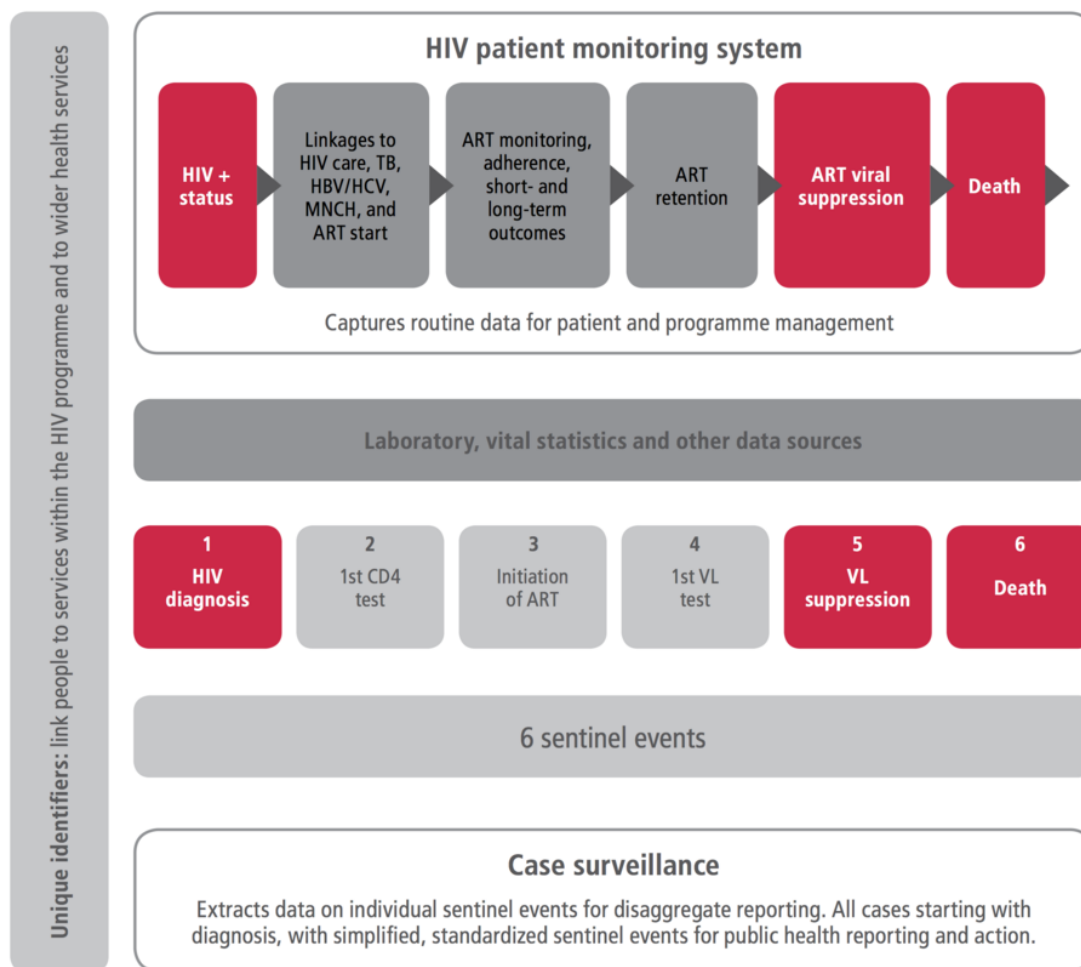 Unique identifiers: link people to services within the HIV programme and to wider health services
HIV patient monitoring system
HIV +
status
Linkages to
HIV care, TB,
HBV/HCV,
MNCH, and
ART start
ART monitoring,
adherence,
short- and
long-term
outcomes
ART
retention
ART viral
suppression
Death
Captures routine data for patient and programme management
Laboratory, vital statistics and other data sources
1
HIV
diagnosis
2
1st CD4
test
3
Initiation
of ART
4
1st VL
test
5
VL
suppression
6
Death
6 sentinel events
Case surveillance
Extracts data on individual sentinel events for disaggregate reporting. All cases starting with
diagnosis, with simplified, standardized sentinel events for public health reporting and action.